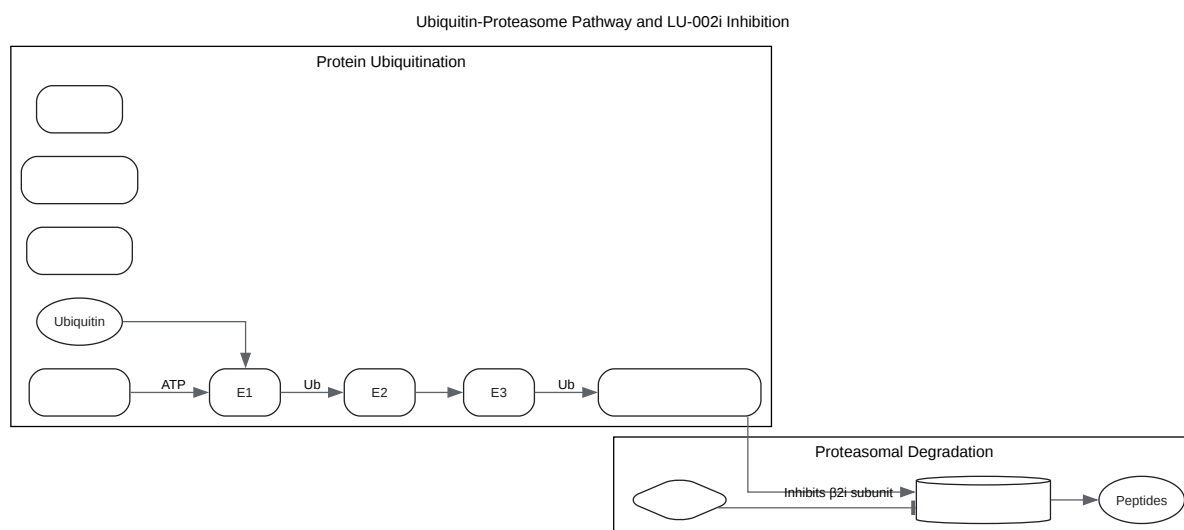 Ubiquitin-Proteasome Pathway and LU-002i Inhibition
Protein Ubiquitination
Ubiquitin
ATP
E1
Ub
E2
E3
Ub
Proteasomal Degradation
Inhibits β2i subunit
Peptides